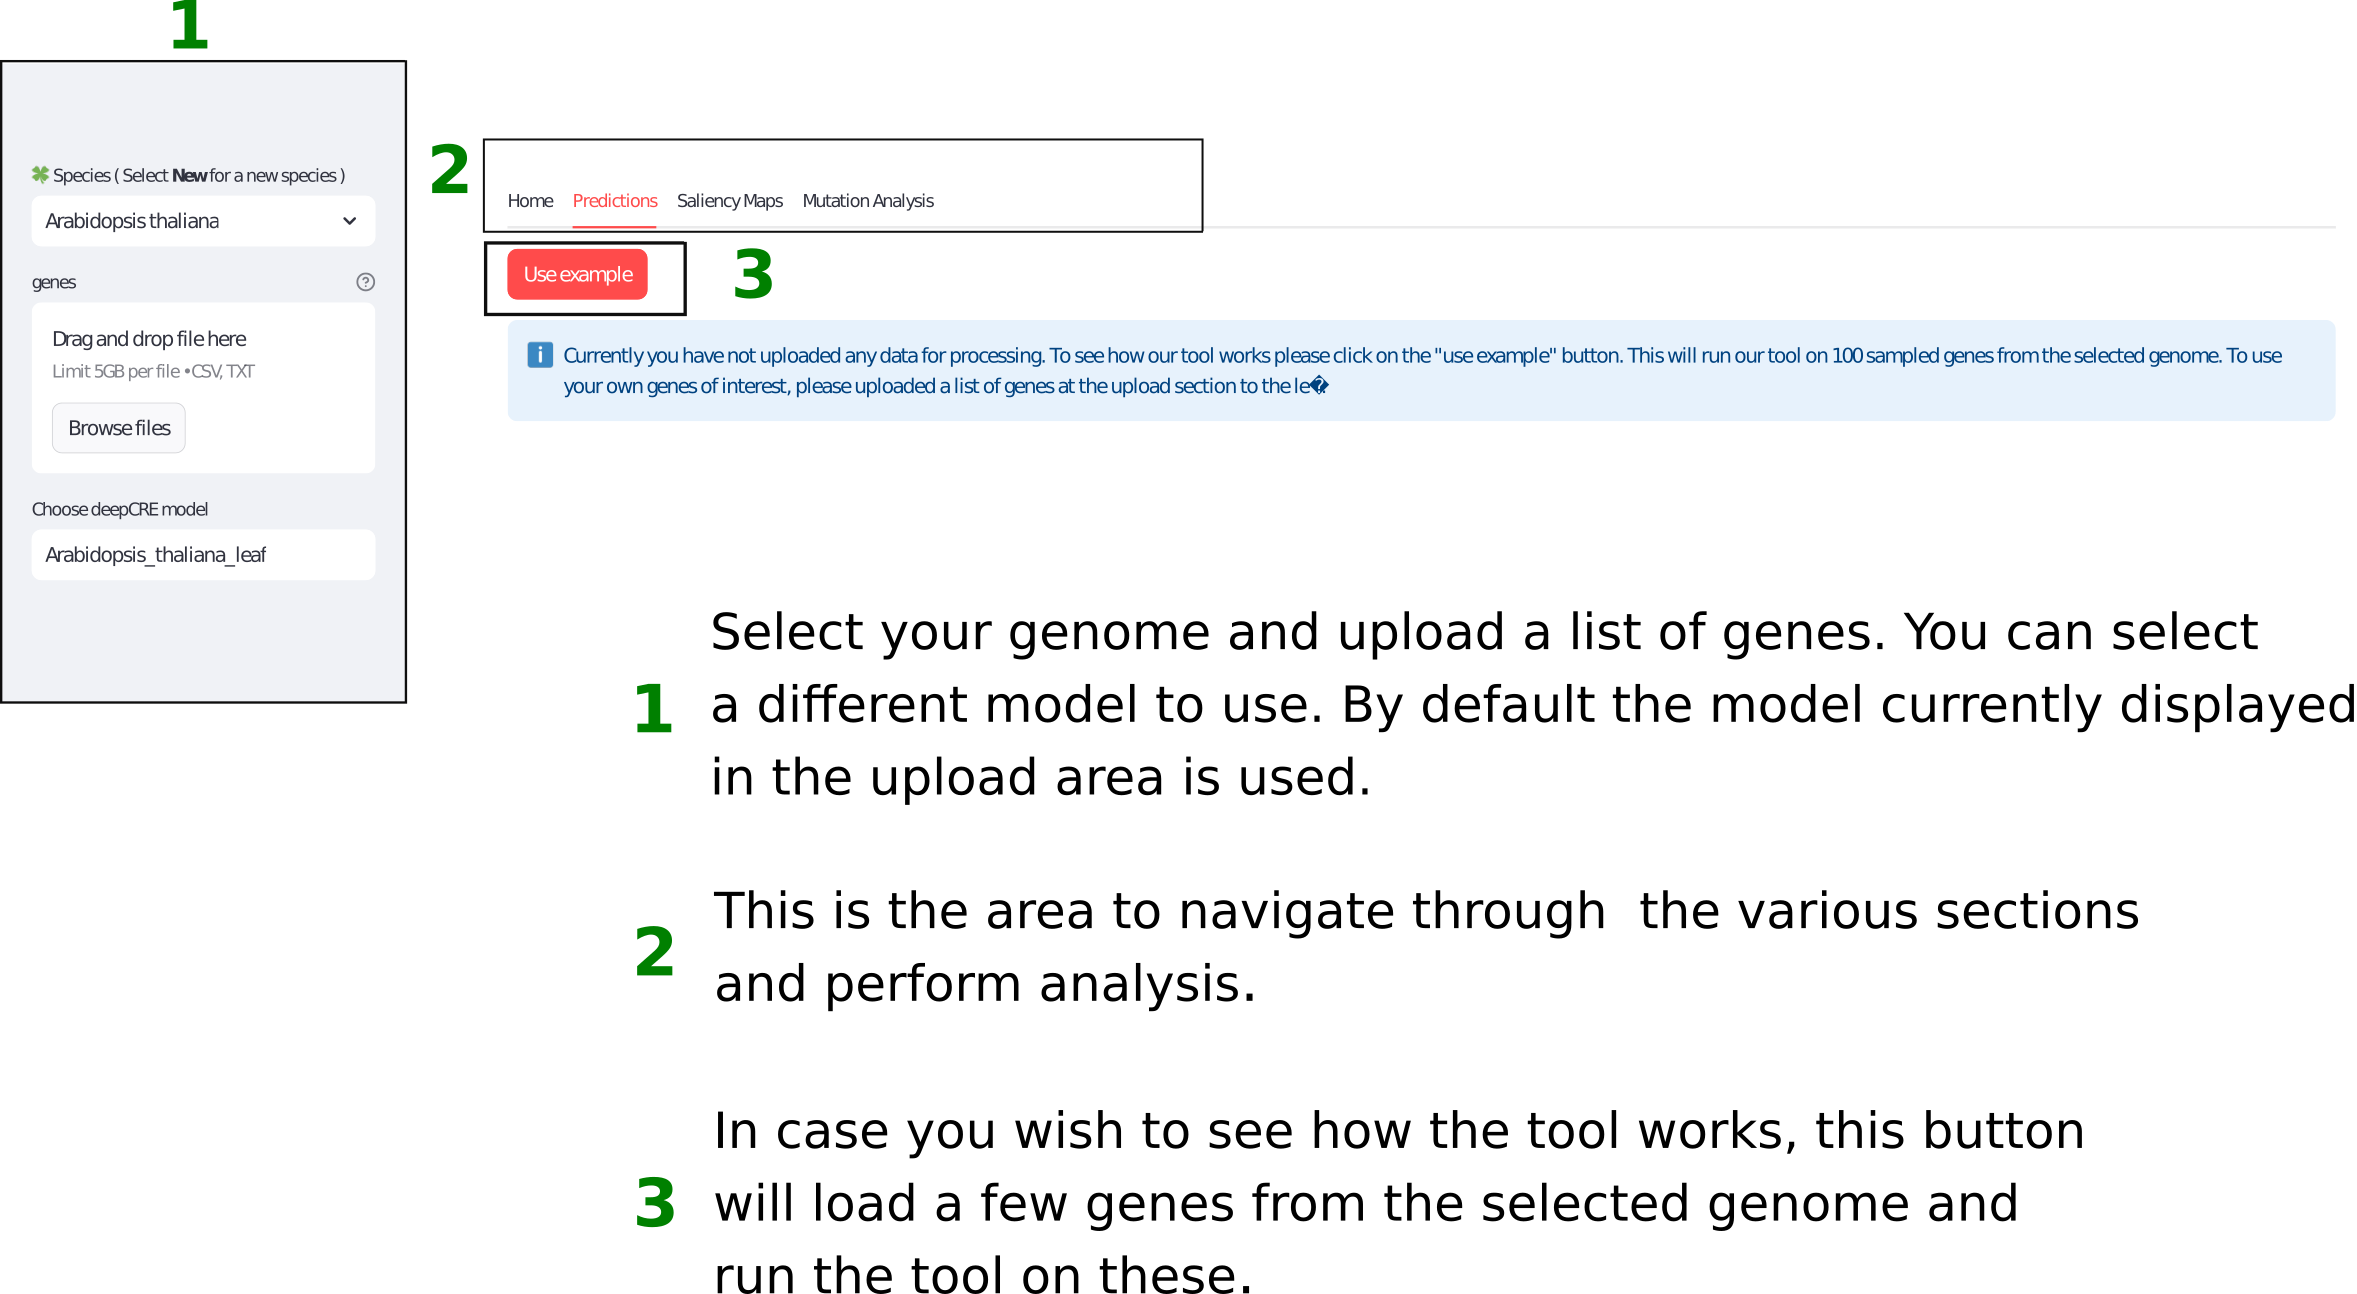 1
Species ( Select New for a new species )
Arabidopsis thaliana
genes
Drag and drop file here
Limit 5GB per file • CSV, TXT
Browse files
Choose deepCRE model
Arabidopsis_thaliana_leaf
2
Home Predictions Saliency Maps Mutation Analysis
Use example
3
Currently you have not uploaded any data for processing. To see how our tool works please click on the "use example" button. This will run our tool on 100 sampled genes from the selected genome. To use
your own genes of interest, please uploaded a list of genes at the upload section to the le�.
1
Select your genome and upload a list of genes. You can select
a different model to use. By default the model currently displayed
in the upload area is used.
2
This is the area to navigate through  the various sections
and perform analysis.
3
In case you wish to see how the tool works, this button
will load a few genes from the selected genome and
run the tool on these.